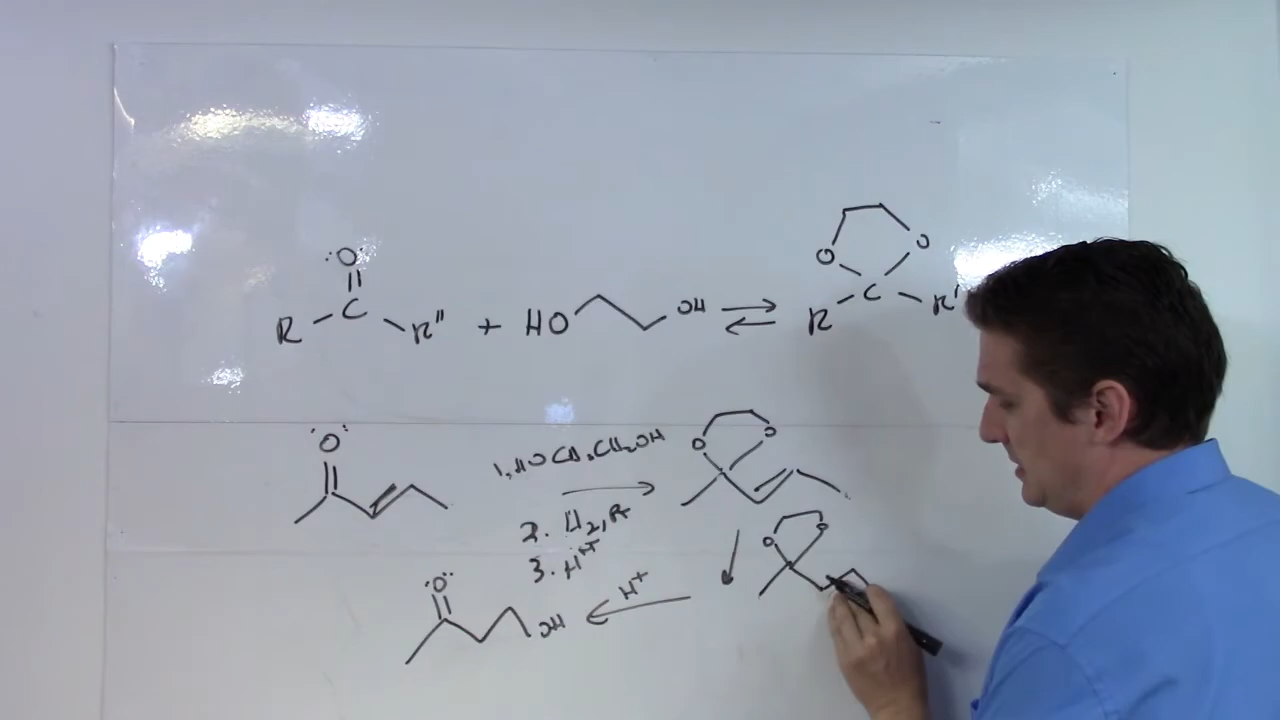 :O:
R C R" + HO OH ⇌ O O R C R'
:O: 1. HOCH₂CH₂OH O O
2. H₂, Pt
3. H⁺
O O
:O: OH H⁺